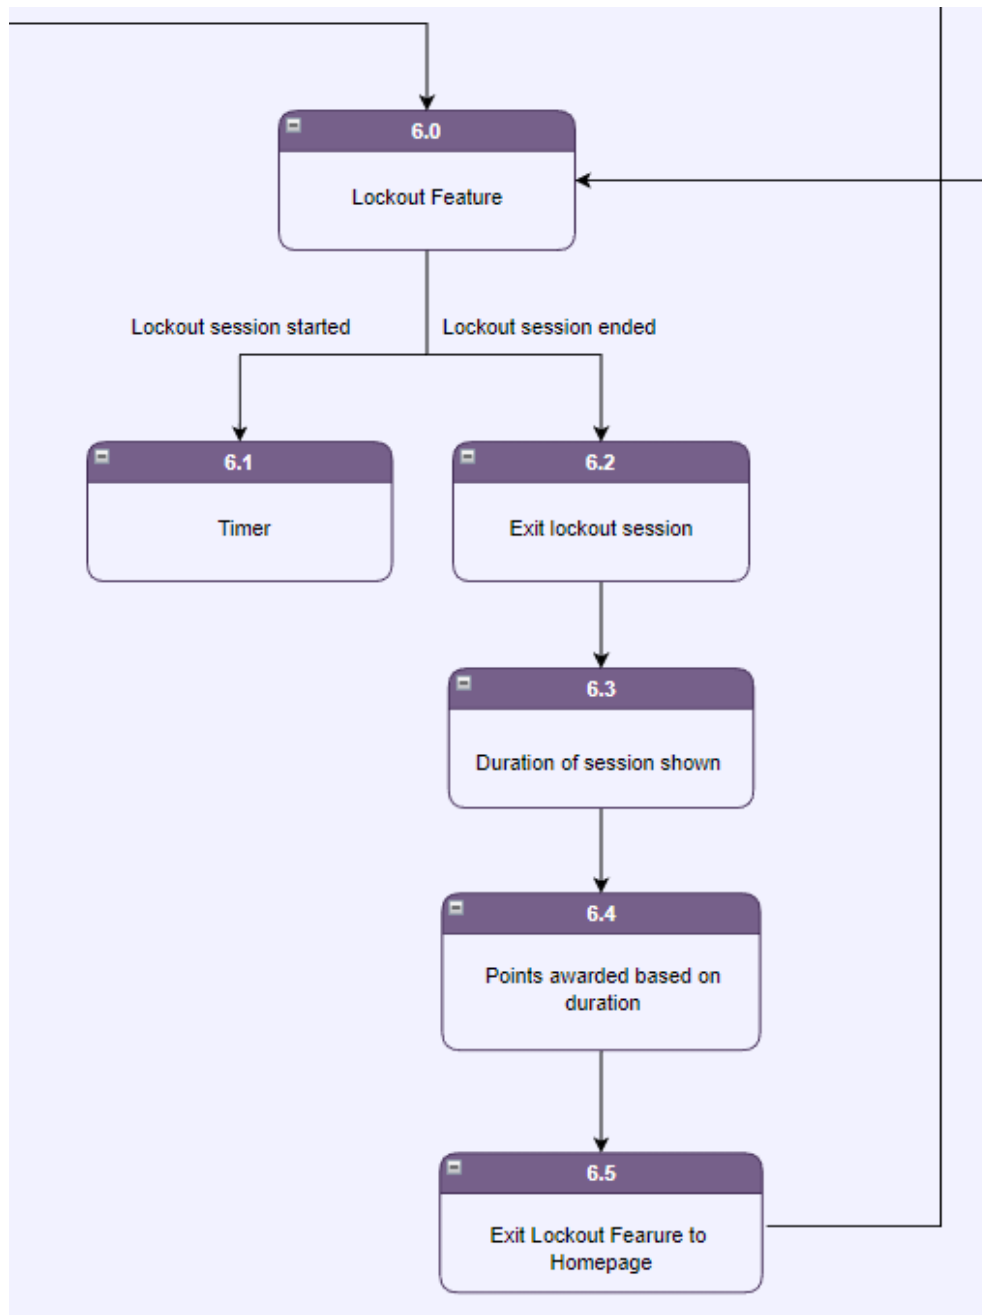 6.0
Lockout Feature
Lockout session started
Lockout session ended
6.1
Timer
6.2
Exit lockout session
6.3
Duration of session shown
6.4
Points awarded based on
duration
6.5
Exit Lockout Fearure to
Homepage